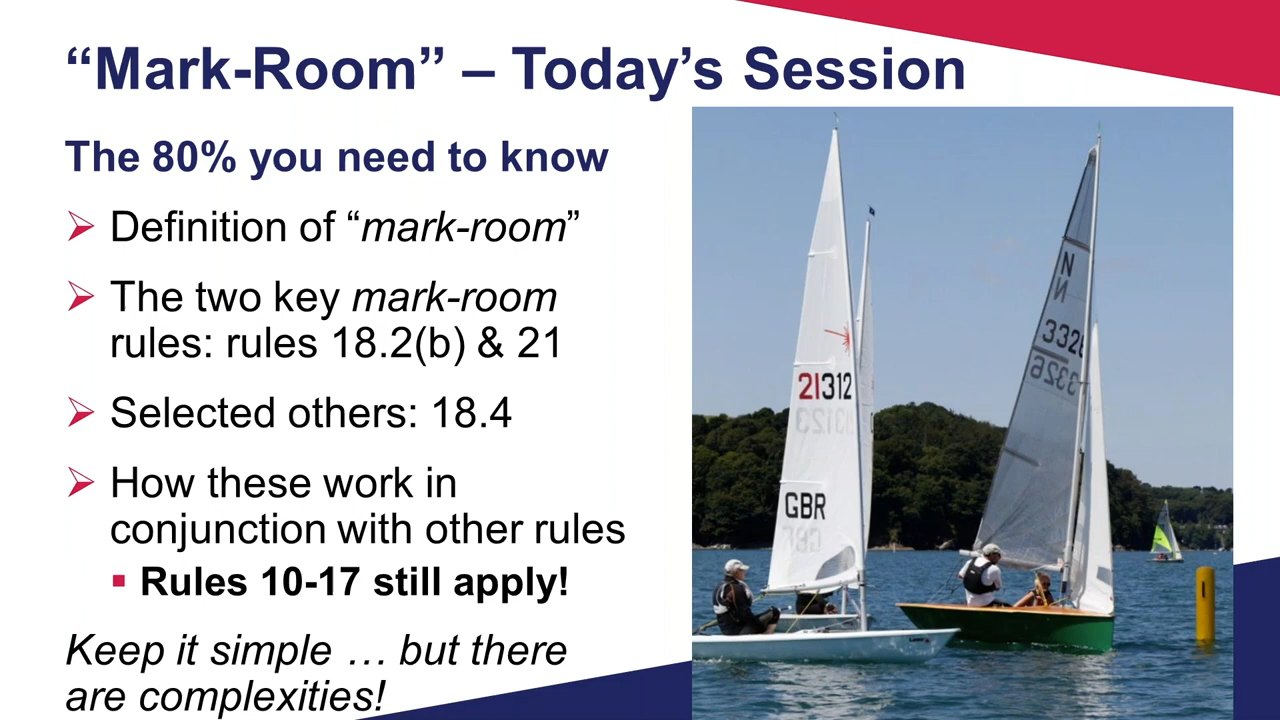 “Mark-Room” – Today’s Session
The 80% you need to know
Definition of “mark-room”
The two key mark-room
rules: rules 18.2(b) & 21
Selected others: 18.4
How these work in
conjunction with other rules
Rules 10-17 still apply!
Keep it simple … but there
are complexities!
21312
GBR
N
N
3326
3326